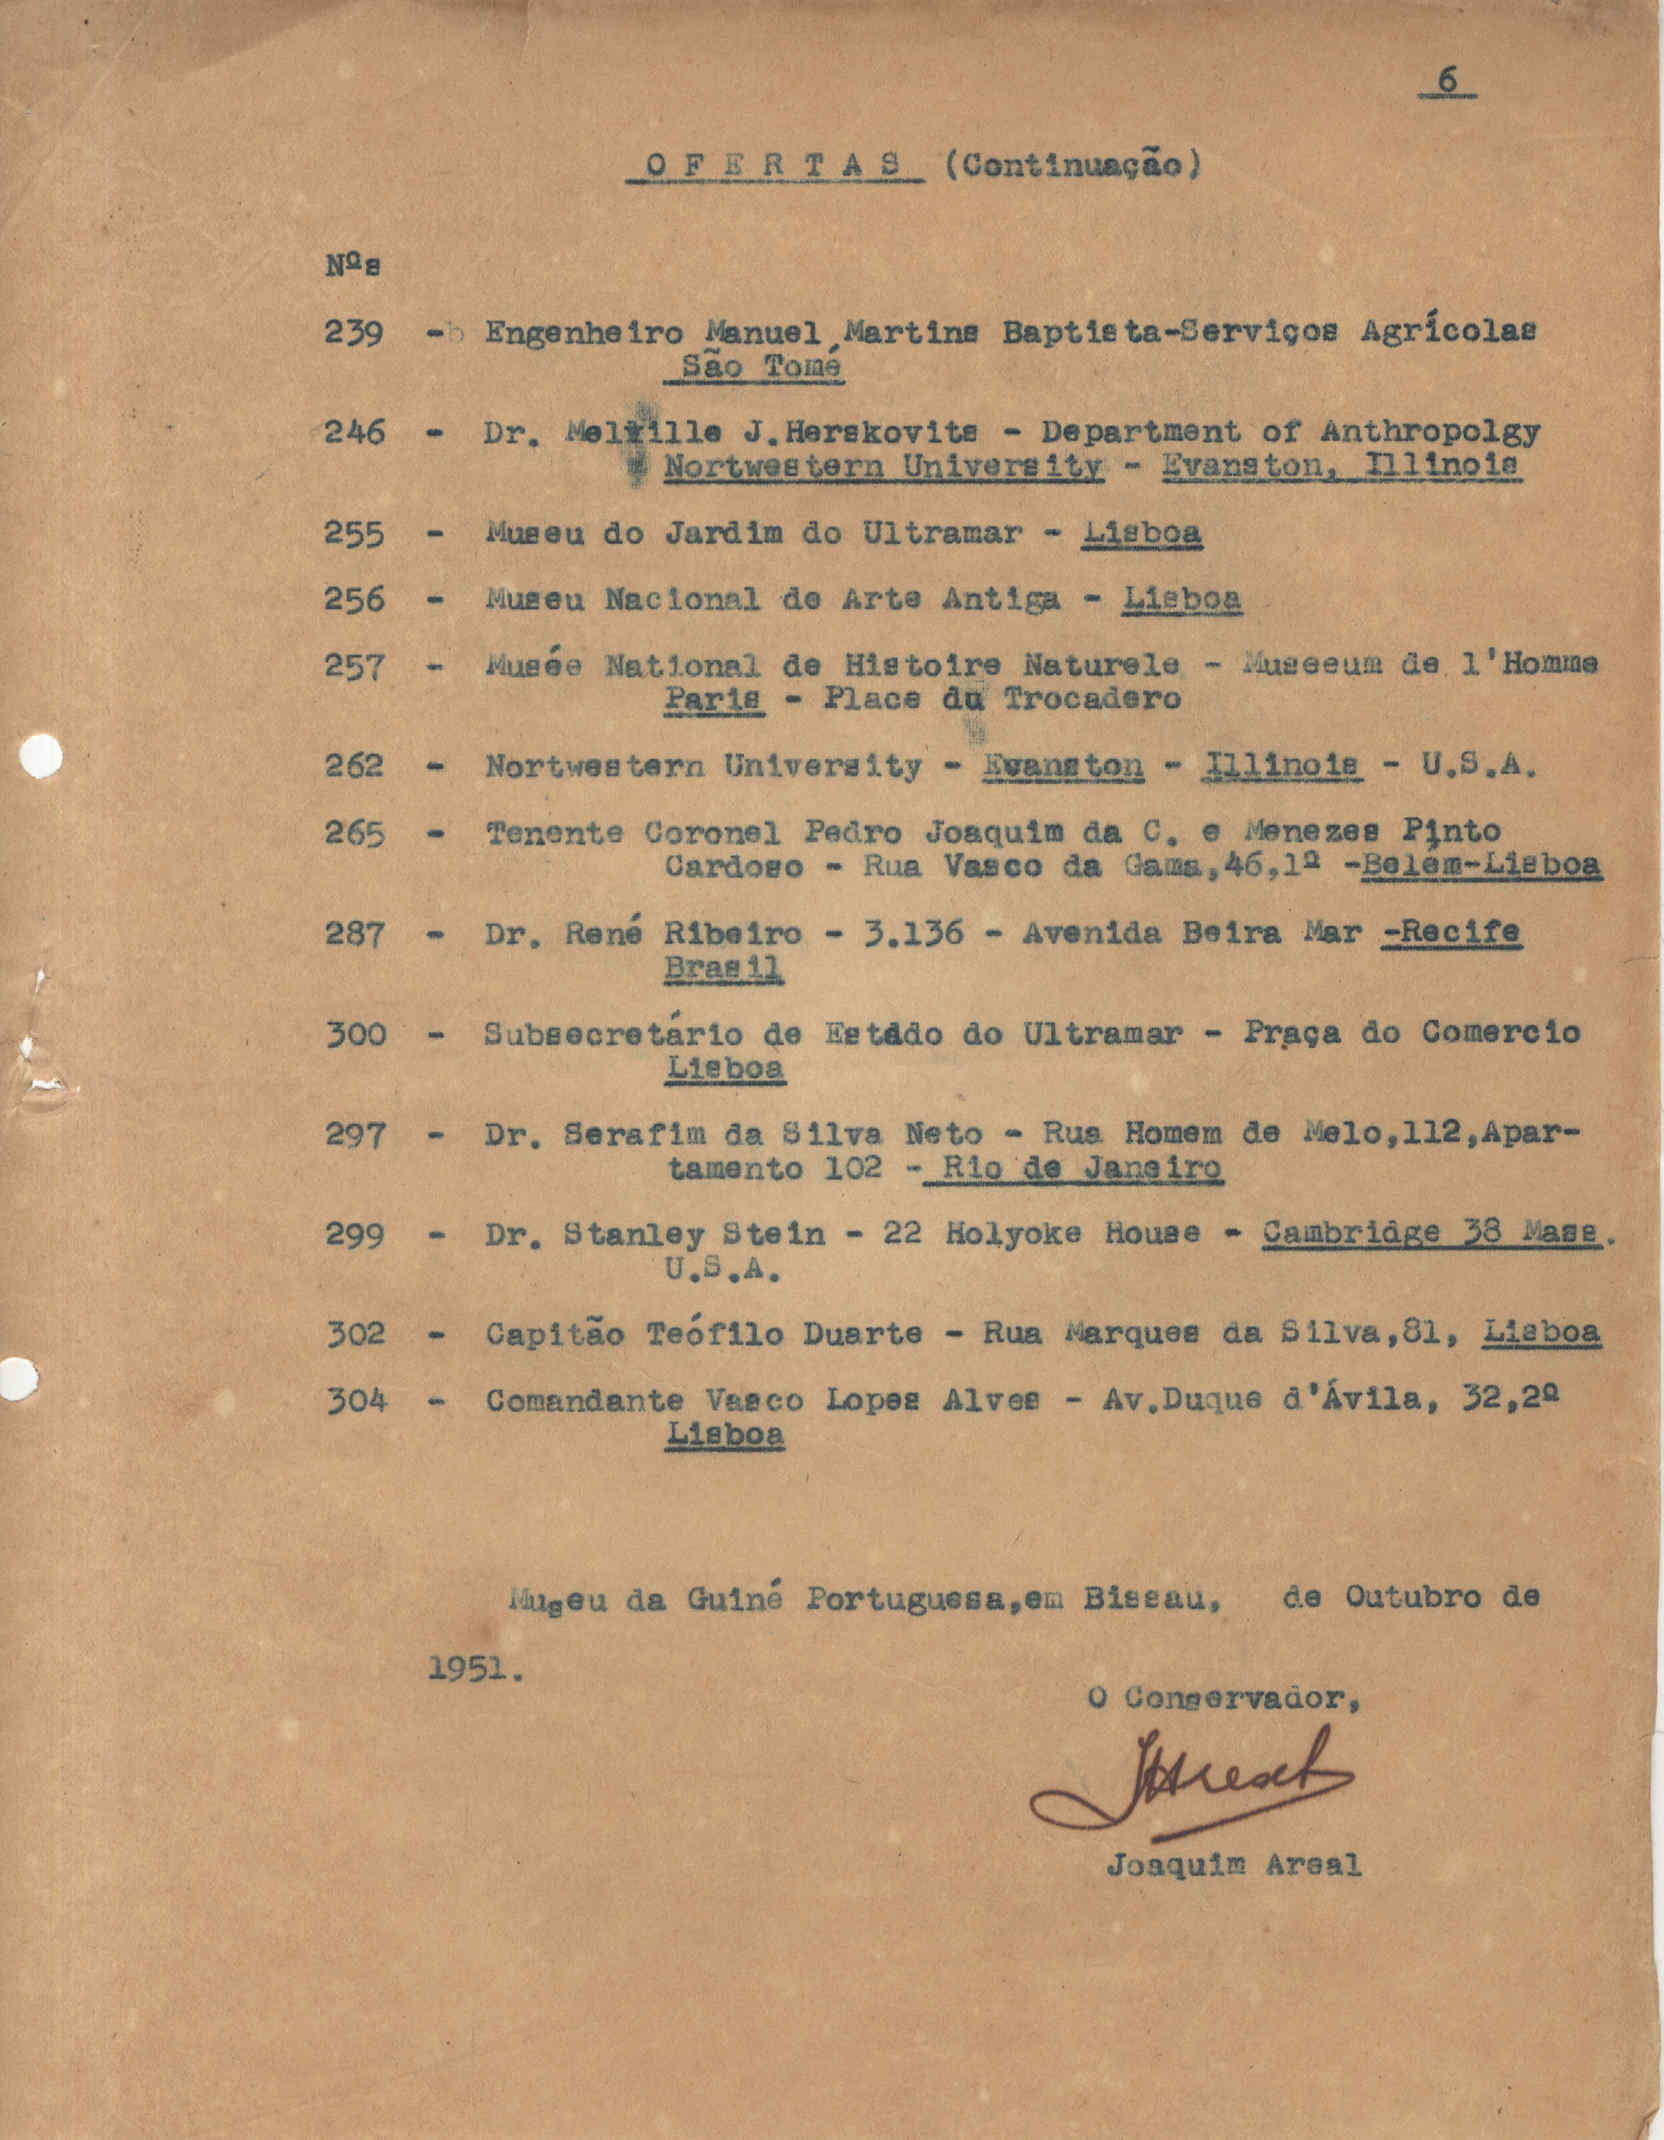 6
O F E R T A S (Continuação)
Nºs
239 - Engenheiro Manuel Martins Baptista-Serviços Agrícolas
São Tomé
246 - Dr. Melville J.Herskovits - Department of Anthropolgy
Nortwestern University - Evanston, Illinois
255 - Museu do Jardim do Ultramar - Lisboa
256 - Museu Nacional de Arte Antiga - Lisboa
257 - Musée National de Histoire Naturele - Museeum de l'Homme
Paris - Place du Trocadero
262 - Nortwestern University - Evanston - Illinois - U.S.A.
265 - Tenente Coronel Pedro Joaquim da C. e Menezes Pinto
Cardoso - Rua Vasco da Gama,46,1º -Belém-Lisboa
287 - Dr. René Ribeiro - 3.136 - Avenida Beira Mar -Recife
Brasil
300 - Subsecretário de Estado do Ultramar - Praça do Comercio
Lisboa
297 - Dr. Serafim da Silva Neto - Rua Homem de Melo,112,Apar-
tamento 102 - Rio de Janeiro
299 - Dr. Stanley Stein - 22 Holyoke House - Cambridge 38 Mass.
U.S.A.
302 - Capitão Teófilo Duarte - Rua Marques da Silva,81, Lisboa
304 - Comandante Vasco Lopes Alves - Av.Duque d'Ávila, 32,2º
Lisboa
Museu da Guiné Portuguesa,em Bissau, de Outubro de
1951.
O Conservador,
JAreal
Joaquim Areal